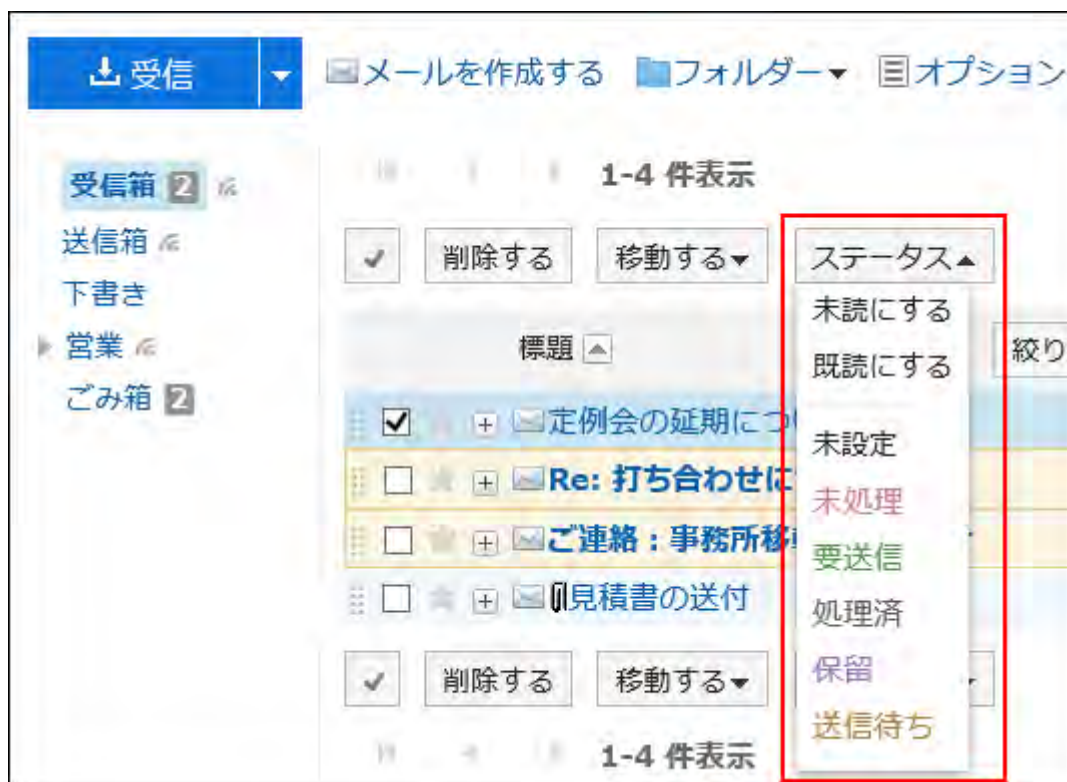 受信 メールを作成する フォルダー オプション
受信箱 2
送信箱
下書き
営業
ごみ箱 2
1-4 件表示
削除する 移動する ステータス
未読にする
既読にする
未設定
未処理
要送信
処理済
保留
送信待ち
標題 絞り
定例会の延期につ
Re: 打ち合わせに
ご連絡：事務所移
見積書の送付
削除する 移動する
1-4 件表示